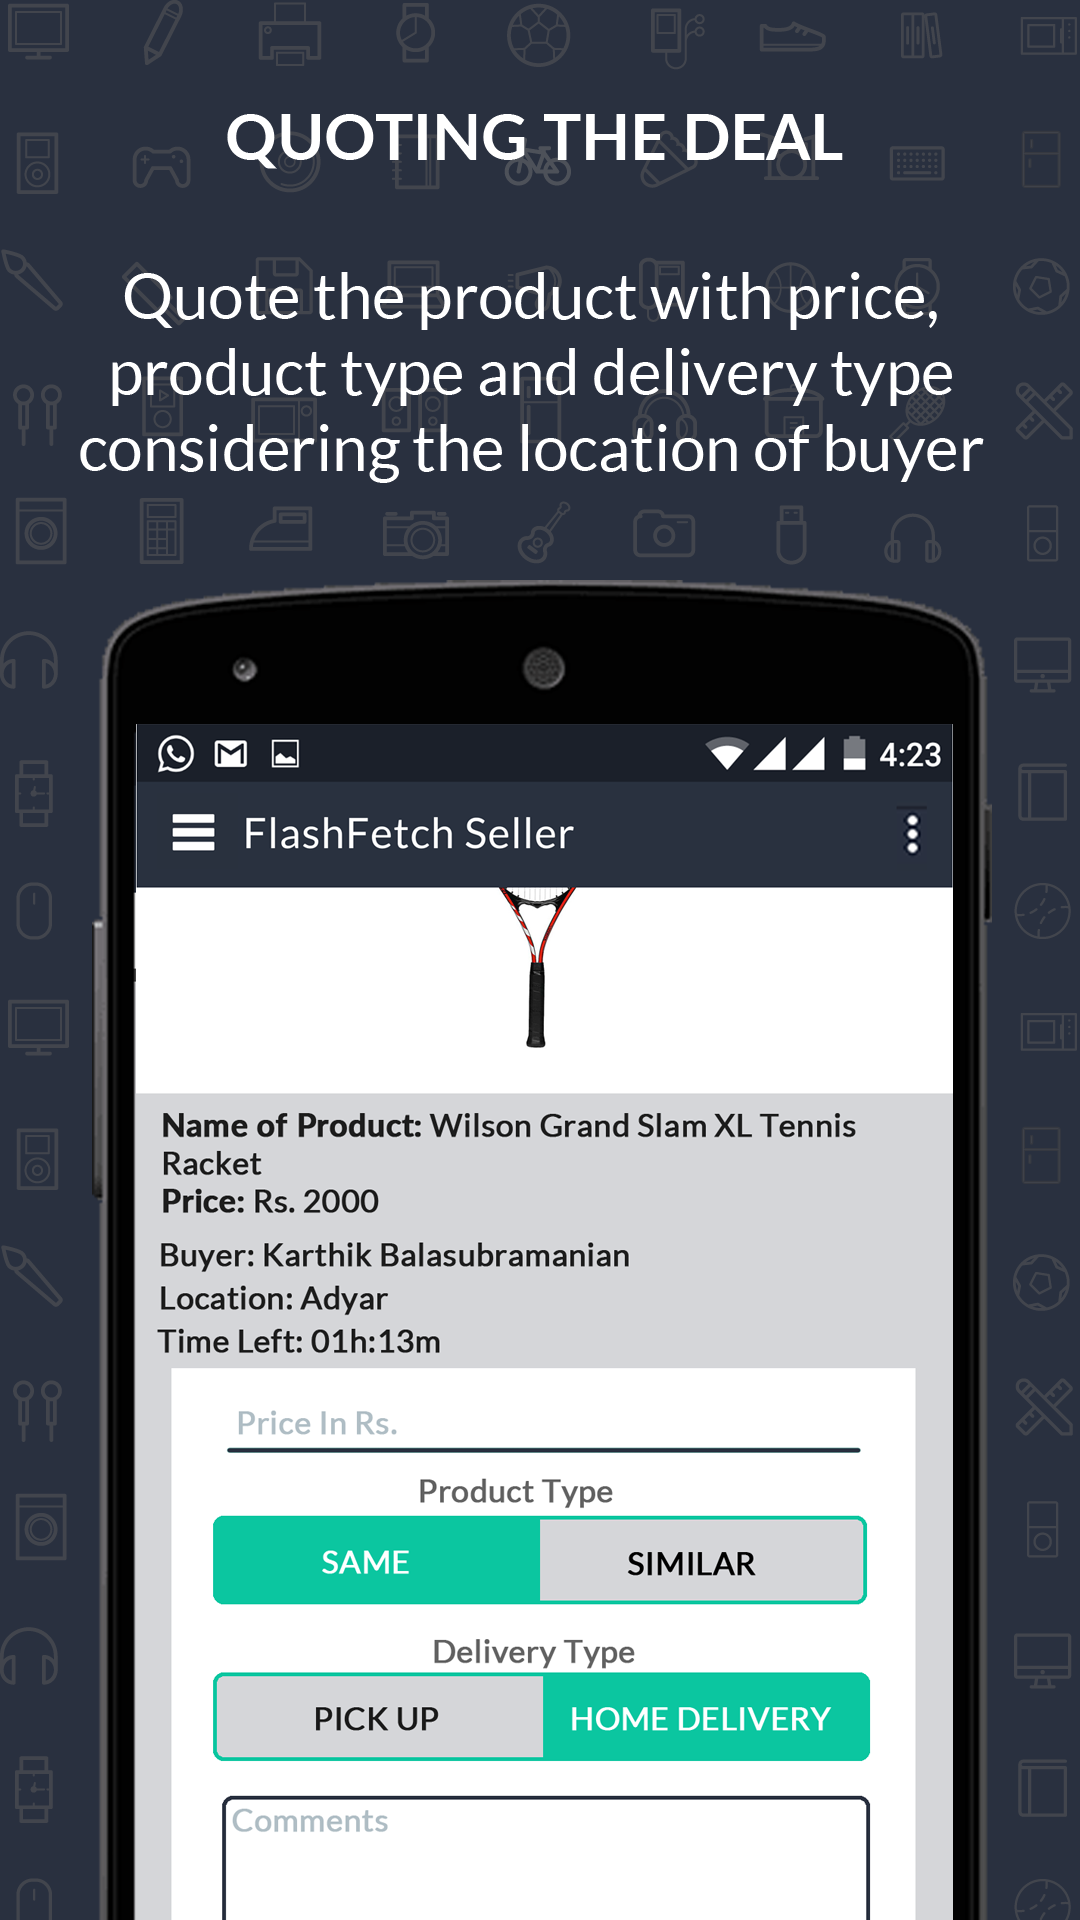 QUOTING THE DEAL
Quote the product with price,
product type and delivery type
considering the location of buyer
4:23
FlashFetch Seller
Name of Product: Wilson Grand Slam XL Tennis
Racket
Price: Rs. 2000
Buyer: Karthik Balasubramanian
Location: Adyar
Time Left: 01h:13m
Price In Rs.
Product Type
SAME SIMILAR
Delivery Type
PICK UP HOME DELIVERY
Comments